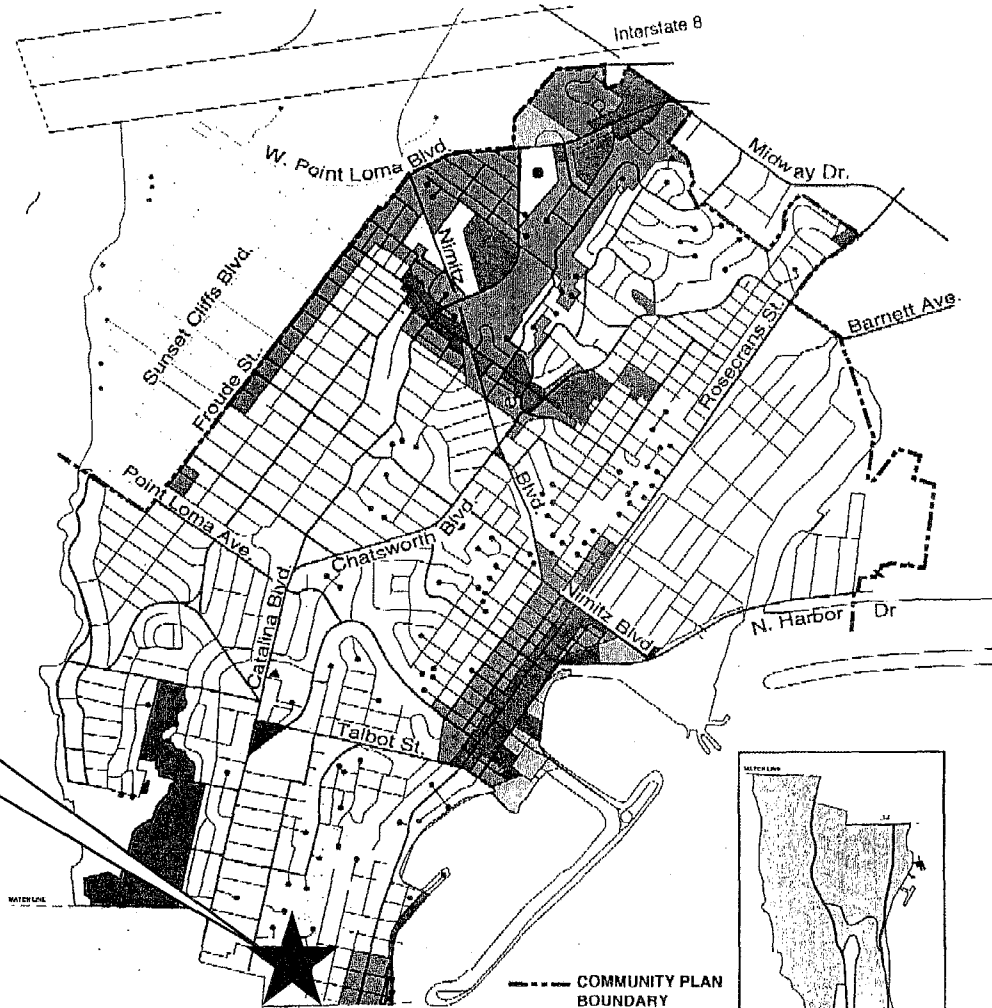 Interstate 8
W. Point Loma Blvd.
Midway Dr.
Nimitz
Sunset Cliffs Blvd.
Froude St.
Barnett Ave.
Rosecrans St.
Point Loma Ave.
Blvd.
Chatsworth Blvd.
Catalina Blvd.
Nimitz Blvd.
N. Harbor Dr
Talbot St.
MATCH LINE
MATCH LINE
COMMUNITY PLAN
BOUNDARY